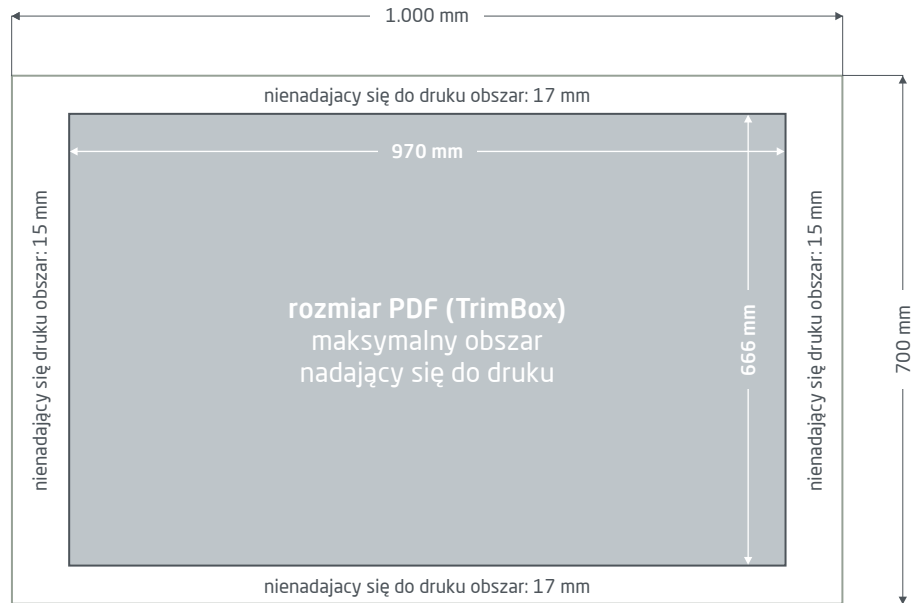 1.000 mm
nienadajacy się do druku obszar: 17 mm
970 mm
nienadający się druku obszar: 15 mm
rozmiar PDF (TrimBox)
maksymalny obszar
nadający się do druku
666 mm
nienadający się druku obszar: 15 mm
700 mm
nienadajacy się do druku obszar: 17 mm